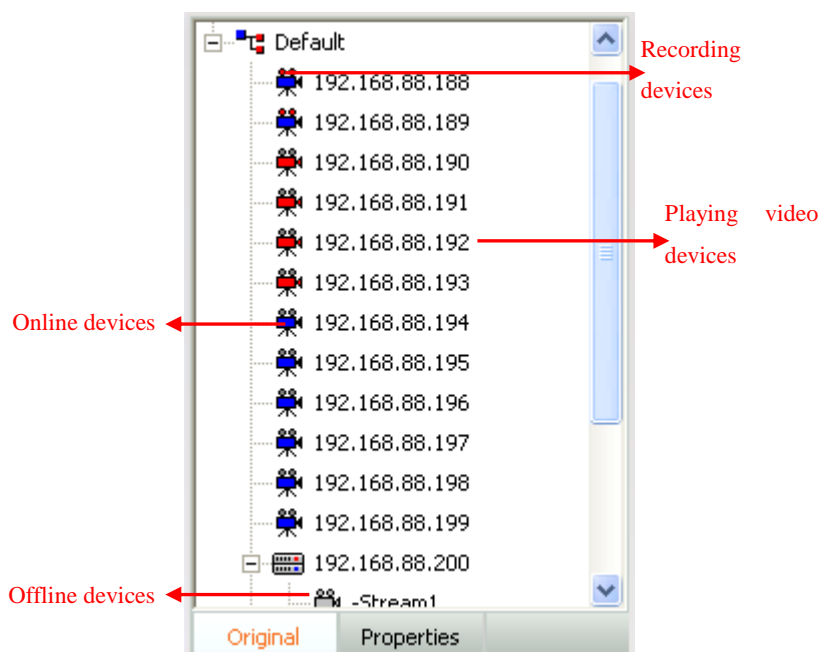 Default
192.168.88.188
Recording
devices
192.168.88.189
192.168.88.190
192.168.88.191
192.168.88.192
Playing video
devices
192.168.88.193
Online devices
192.168.88.194
192.168.88.195
192.168.88.196
192.168.88.197
192.168.88.198
192.168.88.199
192.168.88.200
Offline devices
-Stream1
Original
Properties